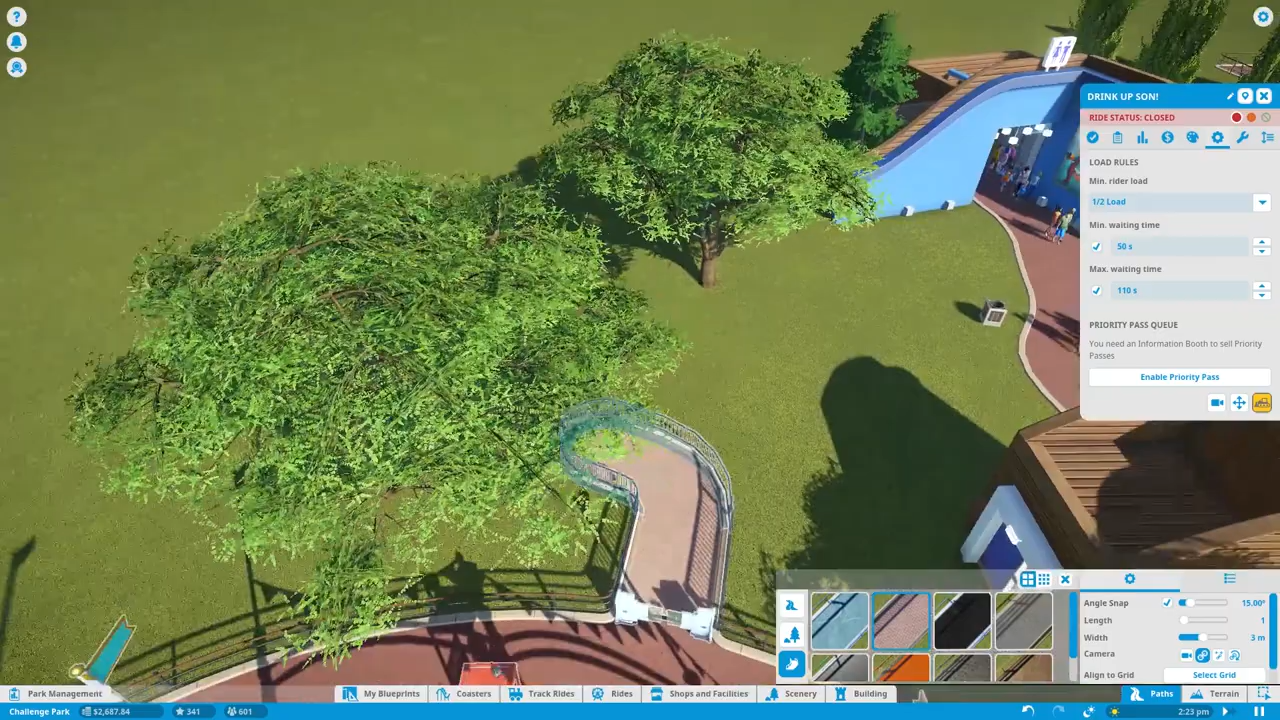 DRINK UP SON!
RIDE STATUS: CLOSED
LOAD RULES
Min. rider load
1/2 Load
Min. waiting time
50 s
Max. waiting time
110 s
PRIORITY PASS QUEUE
You need an Information Booth to sell Priority
Passes
Enable Priority Pass
Angle Snap 15.00°
Length 1
Width 3 m
Camera
Align to Grid Select Grid
Park Management My Blueprints Coasters Track Rides Rides Shops and Facilities Scenery Building Paths Terrain
Challenge Park $2,687.84 341 601 2:23 pm